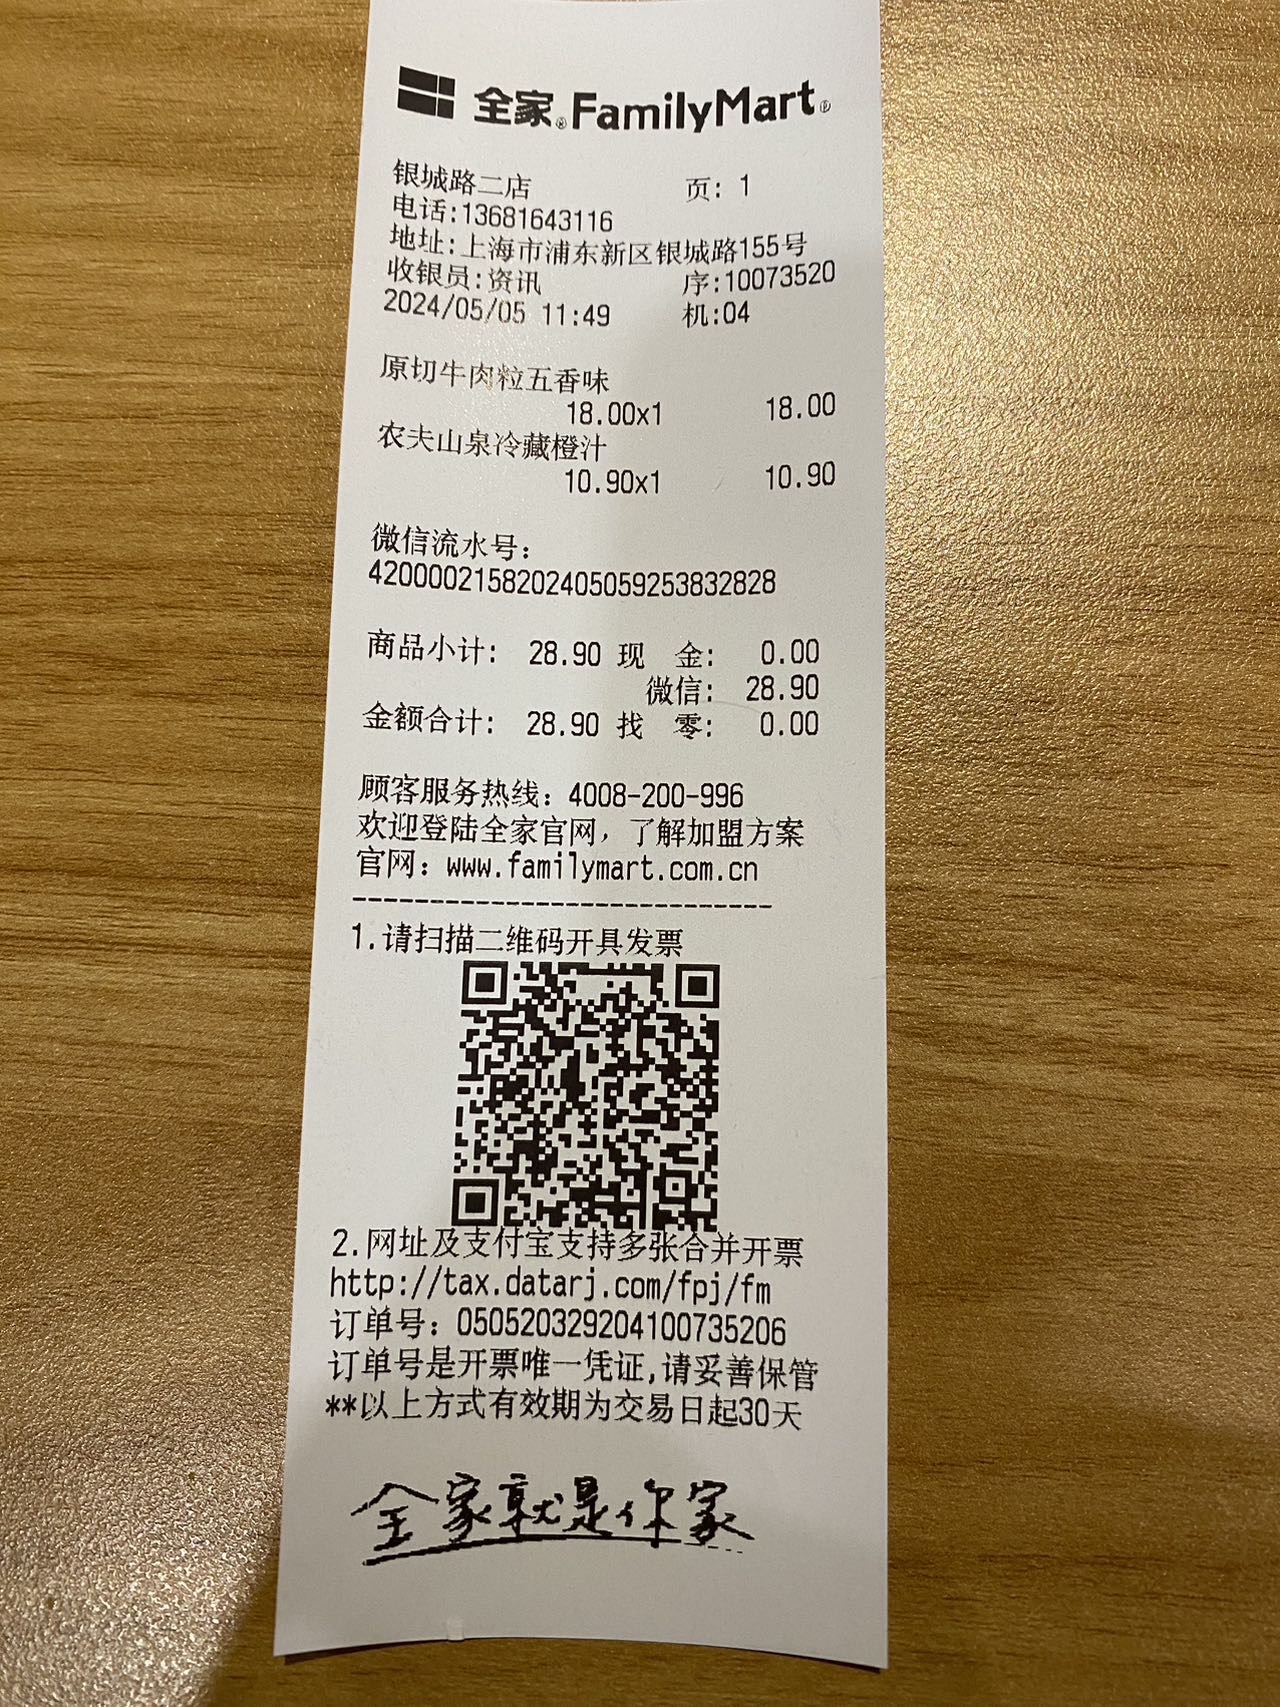 全家®FamilyMart®
银城路二店 页: 1
电话:13681643116
地址:上海市浦东新区银城路155号
收银员:资讯 序:10073520
2024/05/05 11:49 机:04
原切牛肉粒五香味
18.00x1 18.00
农夫山泉冷藏橙汁
10.90x1 10.90
微信流水号:
4200002158202405059253832828
商品小计: 28.90 现 金: 0.00
微信: 28.90
金额合计: 28.90 找 零: 0.00
顾客服务热线: 4008-200-996
欢迎登陆全家官网, 了解加盟方案
官网: www.familymart.com.cn
----------------------------
1.请扫描二维码开具发票
2.网址及支付宝支持多张合并开票
http://tax.datarj.com/fpj/fm
订单号: 050520329204100735206
订单号是开票唯一凭证,请妥善保管
**以上方式有效期为交易日起30天
全家就是你家